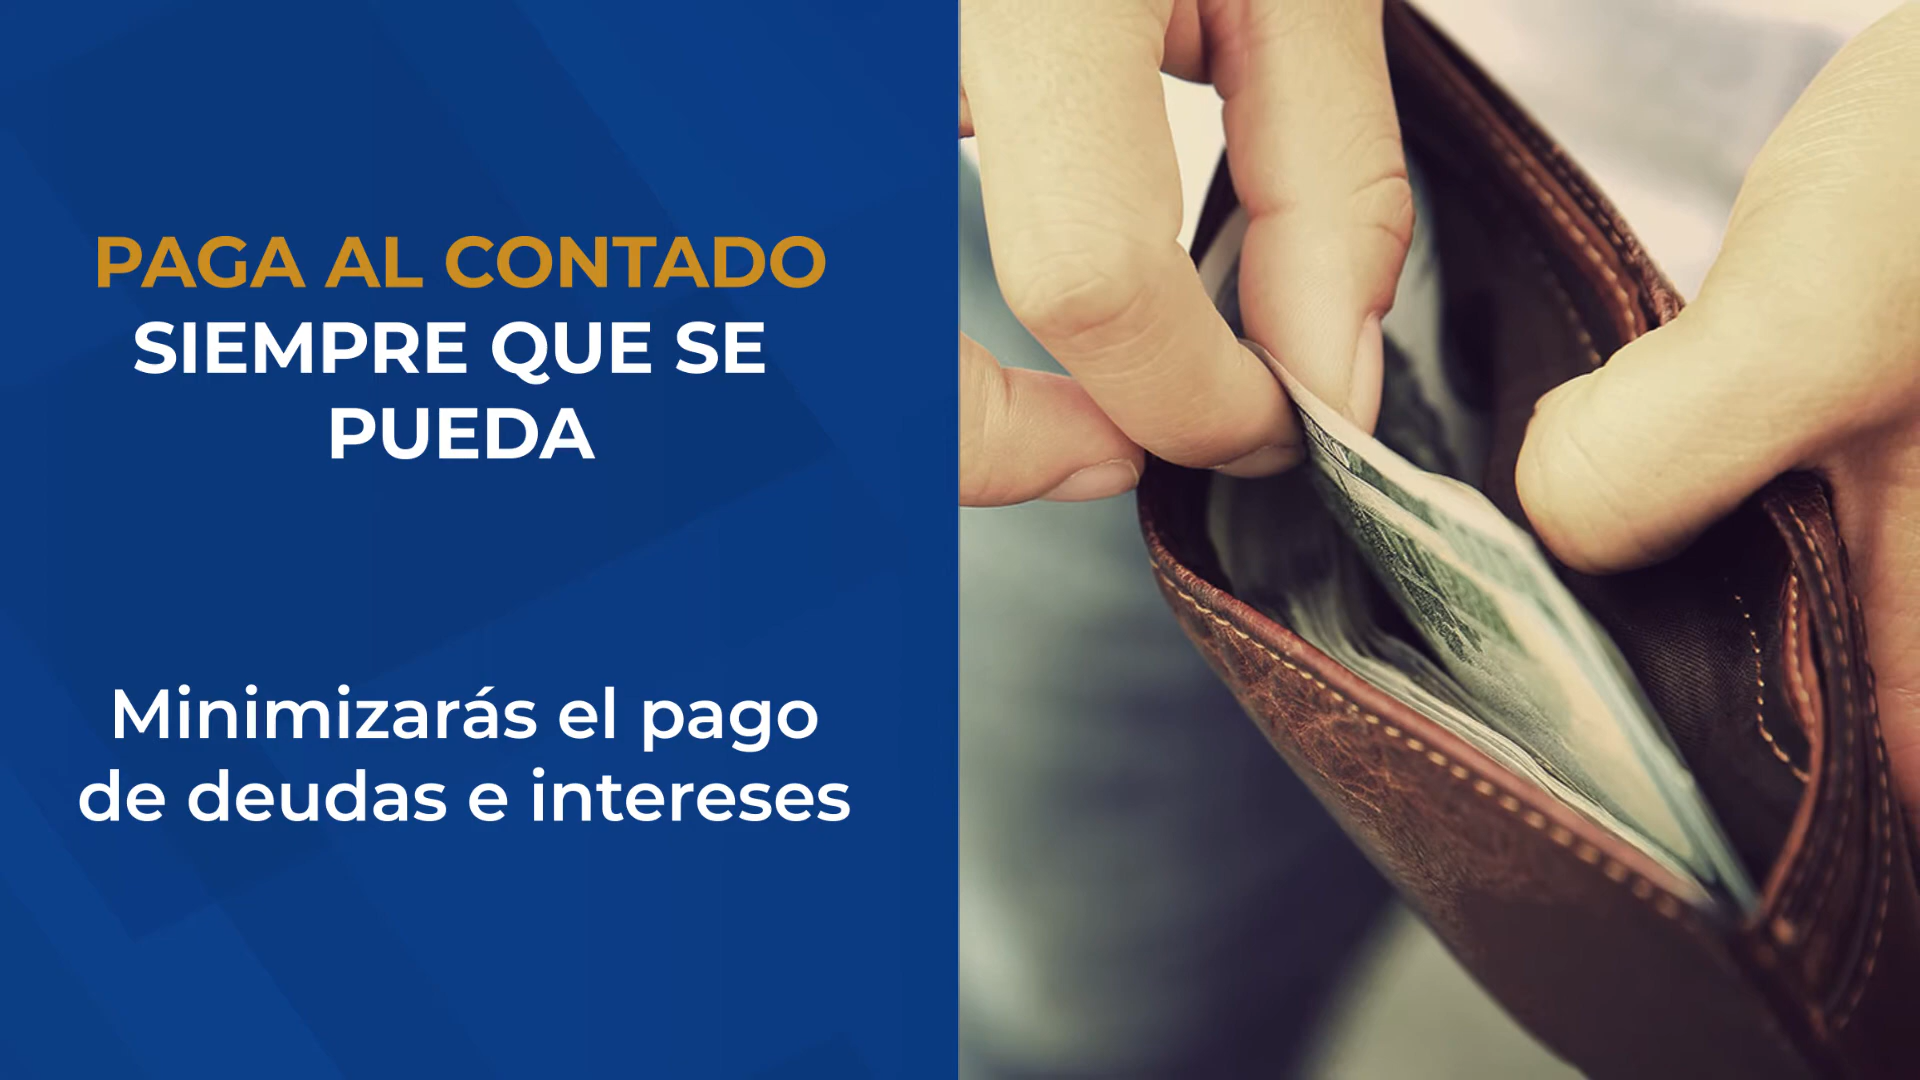 PAGA AL CONTADO
SIEMPRE QUE SE
PUEDA
Minimizarás el pago
de deudas e intereses